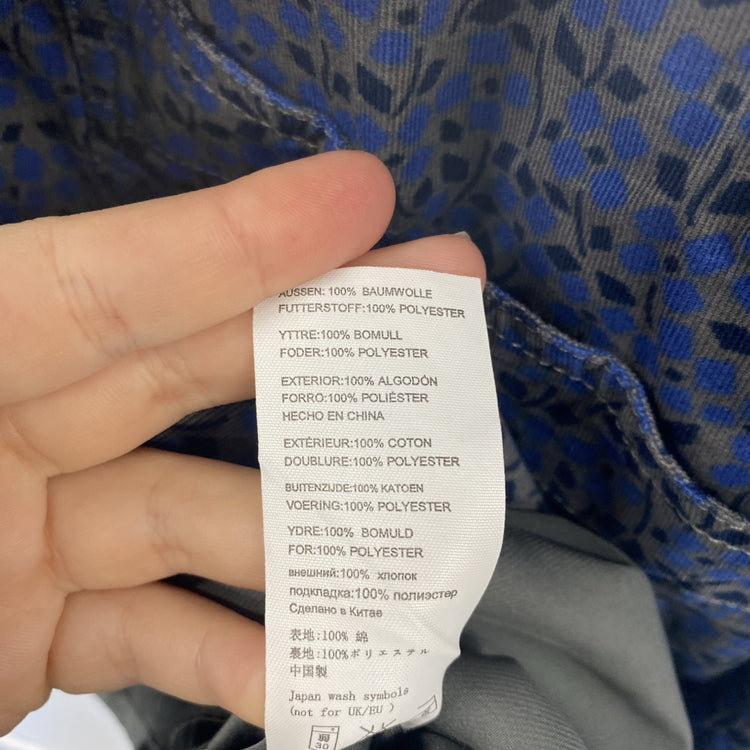 AUSSEN: 100% BAUMWOLLE
FUTTERSTOFF:100% POLYESTER
YTTRE:100% BOMULL
FODER:100% POLYESTER
EXTERIOR:100% ALGODÓN
FORRO:100% POLIÉSTER
HECHO EN CHINA
EXTÉRIEUR:100% COTON
DOUBLURE:100% POLYESTER
BUITENZIJDE:100% KATOEN
VOERING:100% POLYESTER
YDRE:100% BOMULD
FOR:100% POLYESTER
внешний:100% хлопок
подкладка:100% полиэстер
Сделано в Китае
表地:100% 綿
裏地:100%ポリエステル
中国製
Japan wash symbols
(not for UK/EU )
弱
30